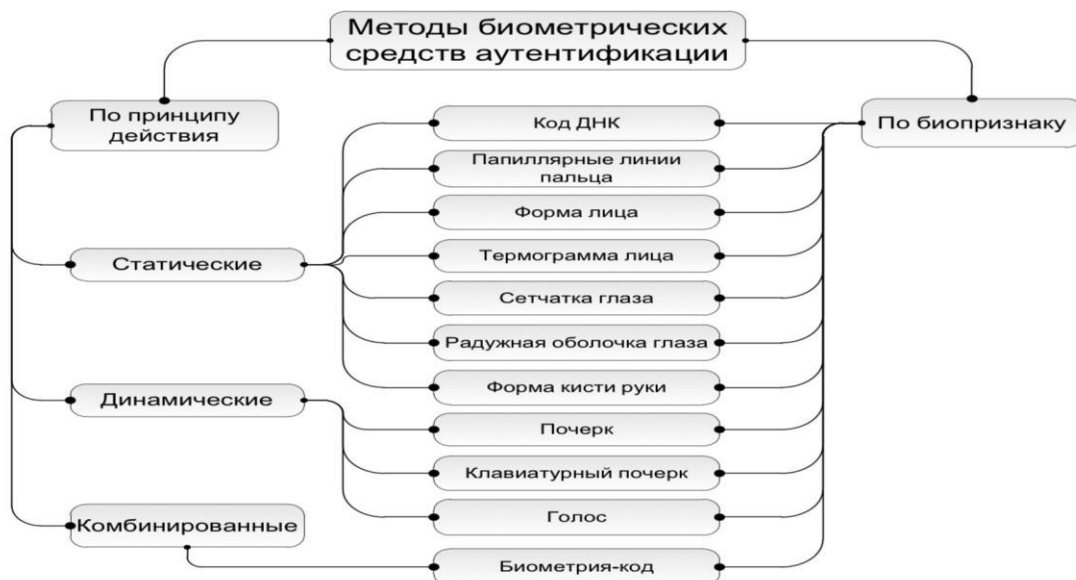 Методы биометрических
средств аутентификации
По принципу
действия
По биопризнаку
Код ДНК
Папиллярные линии
пальца
Форма лица
Статические
Термограмма лица
Сетчатка глаза
Радужная оболочка глаза
Форма кисти руки
Динамические
Почерк
Клавиатурный почерк
Голос
Комбинированные
Биометрия-код